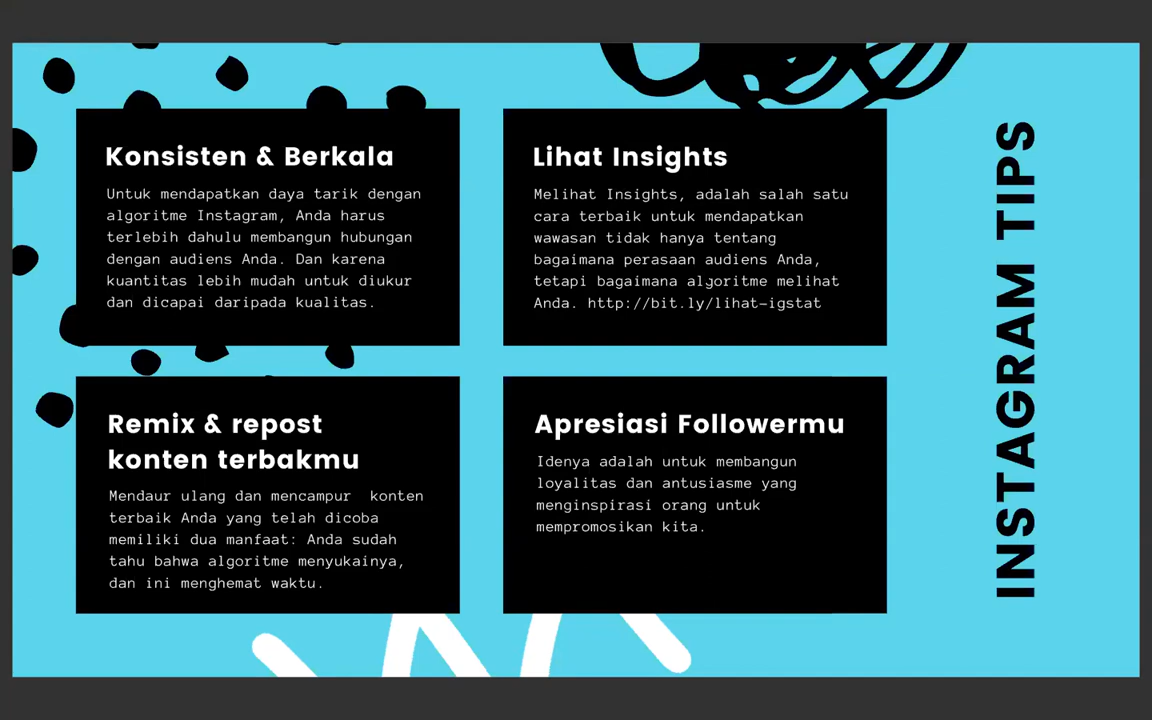 Konsisten & Berkala
Untuk mendapatkan daya tarik dengan
algoritme Instagram, Anda harus
terlebih dahulu membangun hubungan
dengan audiens Anda. Dan karena
kuantitas lebih mudah untuk diukur
dan dicapai daripada kualitas.
Lihat Insights
Melihat Insights, adalah salah satu
cara terbaik untuk mendapatkan
wawasan tidak hanya tentang
bagaimana perasaan audiens Anda,
tetapi bagaimana algoritme melihat
Anda. http://bit.ly/lihat-igstat
Remix & repost
konten terbakmu
Mendaur ulang dan mencampur  konten
terbaik Anda yang telah dicoba
memiliki dua manfaat: Anda sudah
tahu bahwa algoritme menyukainya,
dan ini menghemat waktu.
Apresiasi Followermu
Idenya adalah untuk membangun
loyalitas dan antusiasme yang
menginspirasi orang untuk
mempromosikan kita.
INSTAGRAM TIPS